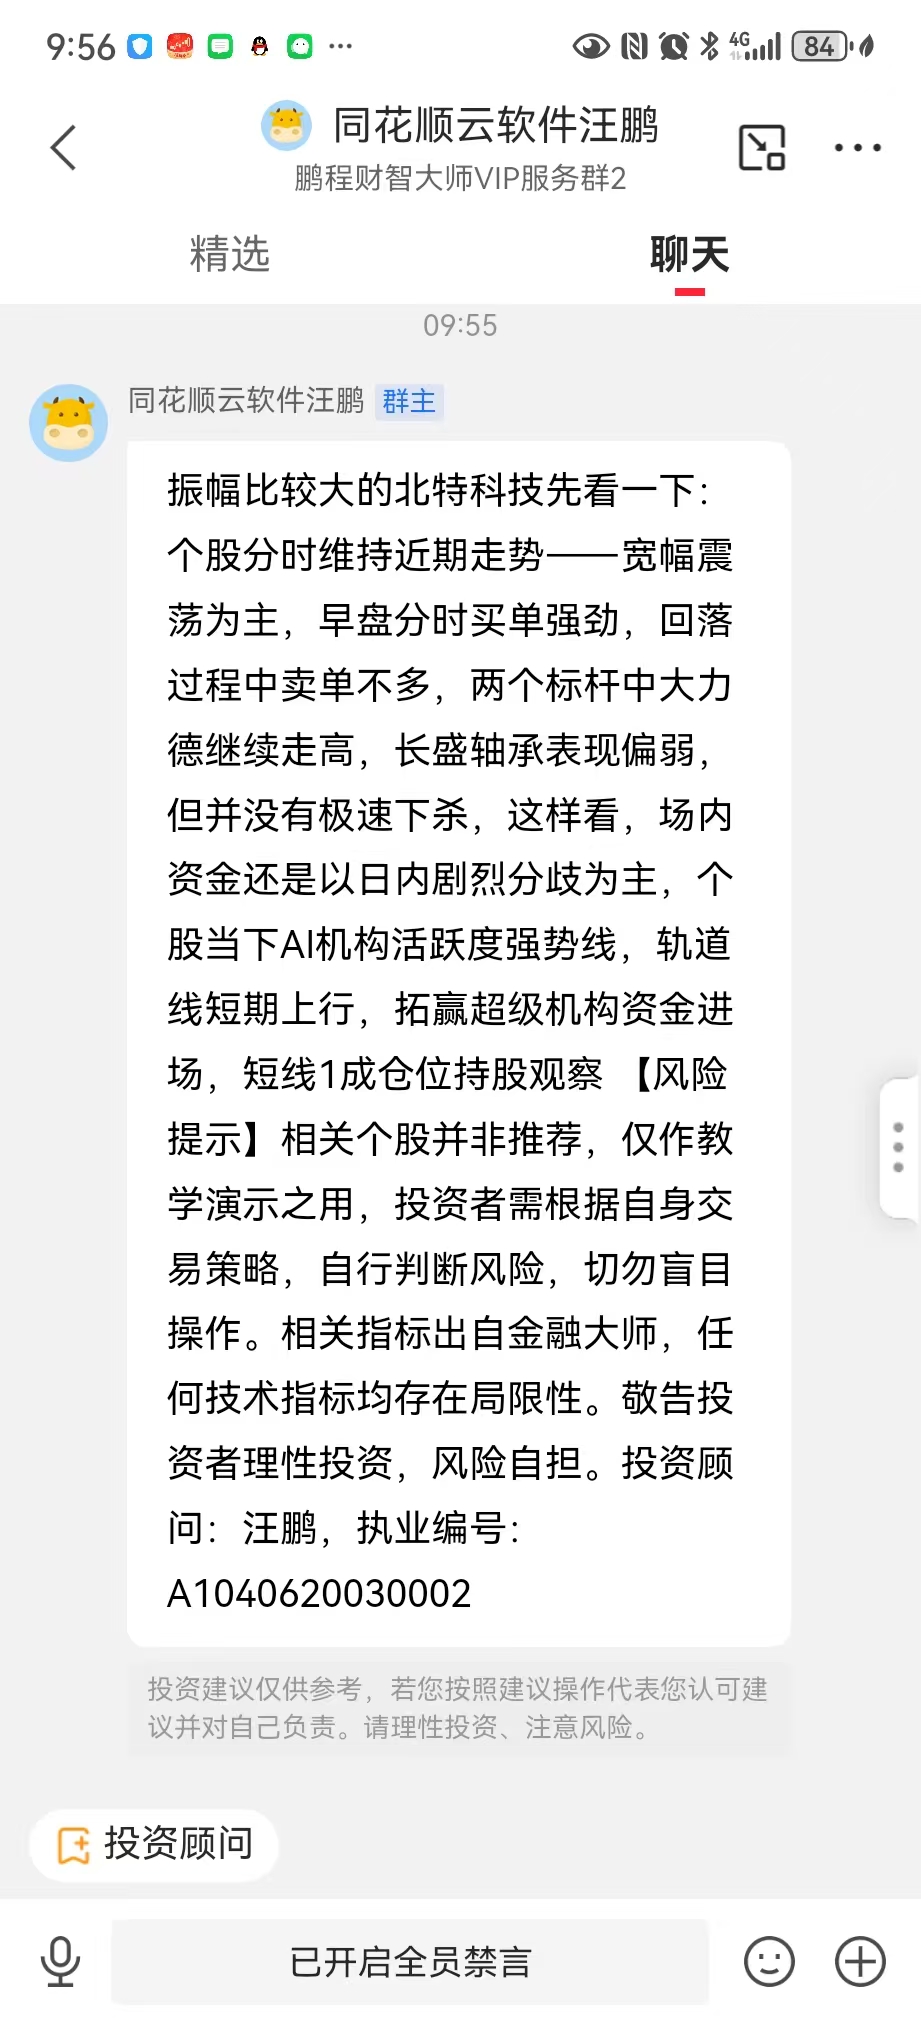 9:56
4G
84
同花顺云软件汪鹏
鹏程财智大师VIP服务群2
精选
聊天
09:55
同花顺云软件汪鹏 群主
振幅比较大的北特科技先看一下：
个股分时维持近期走势——宽幅震
荡为主，早盘分时买单强劲，回落
过程中卖单不多，两个标杆中大力
德继续走高，长盛轴承表现偏弱，
但并没有极速下杀，这样看，场内
资金还是以日内剧烈分歧为主，个
股当下AI机构活跃度强势线，轨道
线短期上行，拓赢超级机构资金进
场，短线1成仓位持股观察 【风险
提示】相关个股并非推荐，仅作教
学演示之用，投资者需根据自身交
易策略，自行判断风险，切勿盲目
操作。相关指标出自金融大师，任
何技术指标均存在局限性。敬告投
资者理性投资，风险自担。投资顾
问：汪鹏，执业编号：
A1040620030002
投资建议仅供参考，若您按照建议操作代表您认可建
议并对自己负责。请理性投资、注意风险。
投资顾问
已开启全员禁言